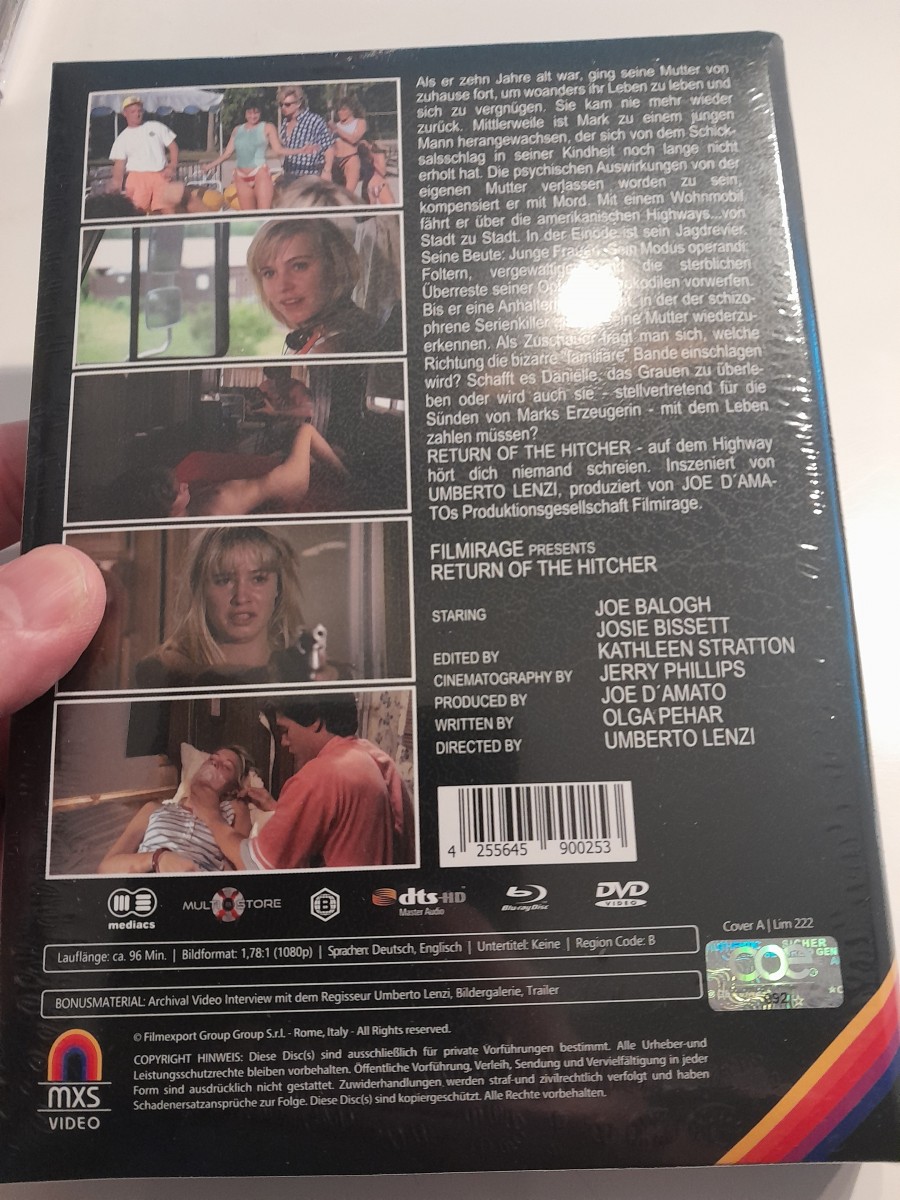 Als er zehn Jahre alt war, ging seine Mutter von
zuhause fort, um woanders ihr Leben zu leben und
sich zu vergnügen. Sie kam nie mehr wieder
zurück. Mittlerweile ist Mark zu einem jungen
Mann herangewachsen, der sich von dem Schick-
salsschlag in seiner Kindheit noch lange nicht
erholt hat. Die psychischen Auswirkungen von der
eigenen Mutter verlassen worden zu sein,
kompensiert er mit Mord. Mit einem Wohnmobil
fährt er über die amerikanischen Highways...von
Stadt zu Stadt. In der Einöde ist sein Jagdrevier.
Seine Beute: Junge Frauen. Sein Modus operandi:
Foltern, die sterblichen
Überreste seiner vorwerfen.
Bis er eine in der der schizo-
phrene Serienkiller Mutter wiederzu-
erkennen. Als Zuschauer fragt man sich, welche
Richtung die bizarre "familiäre" Bande einschlagen
wird? Schafft es Danielle, das Grauen zu überle-
ben oder wird auch sie - stellvertretend für die
Sünden von Marks Erzeugerin - mit dem Leben
zahlen müssen?
RETURN OF THE HITCHER - auf dem Highway
hört dich niemand schreien. Inszeniert von
UMBERTO LENZI, produziert von JOE D´AMA-
TOs Produktionsgesellschaft Filmirage.
FILMIRAGE PRESENTS
RETURN OF THE HITCHER
STARING JOE BALOGH
JOSIE BISSETT
EDITED BY KATHLEEN STRATTON
CINEMATOGRAPHY BY JERRY PHILLIPS
PRODUCED BY JOE D´AMATO
WRITTEN BY OLGA PEHAR
DIRECTED BY UMBERTO LENZI
4 255645 900253
mediacs
MULTI STORE
B
dts-HD
Master Audio
Blu-ray Disc
DVD
VIDEO
Cover A | Lim 222
Lauflänge: ca. 96 Min. | Bildformat: 1,78:1 (1080p) | Sprachen: Deutsch, Englisch | Untertitel: Keine | Region Code: B
BONUSMATERIAL: Archival Video Interview mit dem Regisseur Umberto Lenzi, Bildergalerie, Trailer
© Filmexport Group Group S.r.l. - Rome, Italy - All Rights reserved.
COPYRIGHT HINWEIS: Diese Disc(s) sind ausschließlich für private Vorführungen bestimmt. Alle Urheber-und
Leistungsschutzrechte bleiben vorbehalten. Öffentliche Vorführung, Verleih, Sendung und Vervielfältigung in jeder
Form sind ausdrücklich nicht gestattet. Zuwiderhandlungen werden straf-und zivilrechtlich verfolgt und haben
Schadenersatzansprüche zur Folge. Diese Disc(s) sind kopiergeschützt. Alle Rechte vorbehalten.
mxs
VIDEO